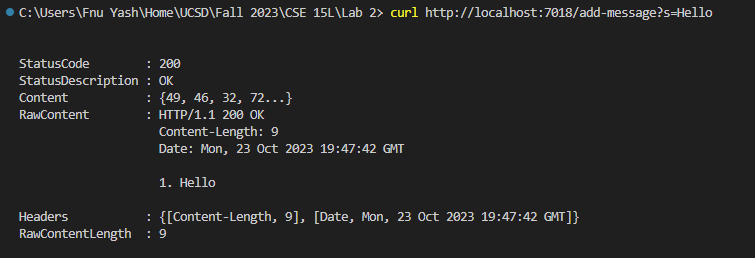 C:\Users\Fnu Yash\Home\UCSD\Fall 2023\CSE 15L\Lab 2> curl http://localhost:7018/add-message?s=Hello
StatusCode : 200
StatusDescription : OK
Content : {49, 46, 32, 72...}
RawContent : HTTP/1.1 200 OK
Content-Length: 9
Date: Mon, 23 Oct 2023 19:47:42 GMT
1. Hello
Headers : {[Content-Length, 9], [Date, Mon, 23 Oct 2023 19:47:42 GMT]}
RawContentLength : 9